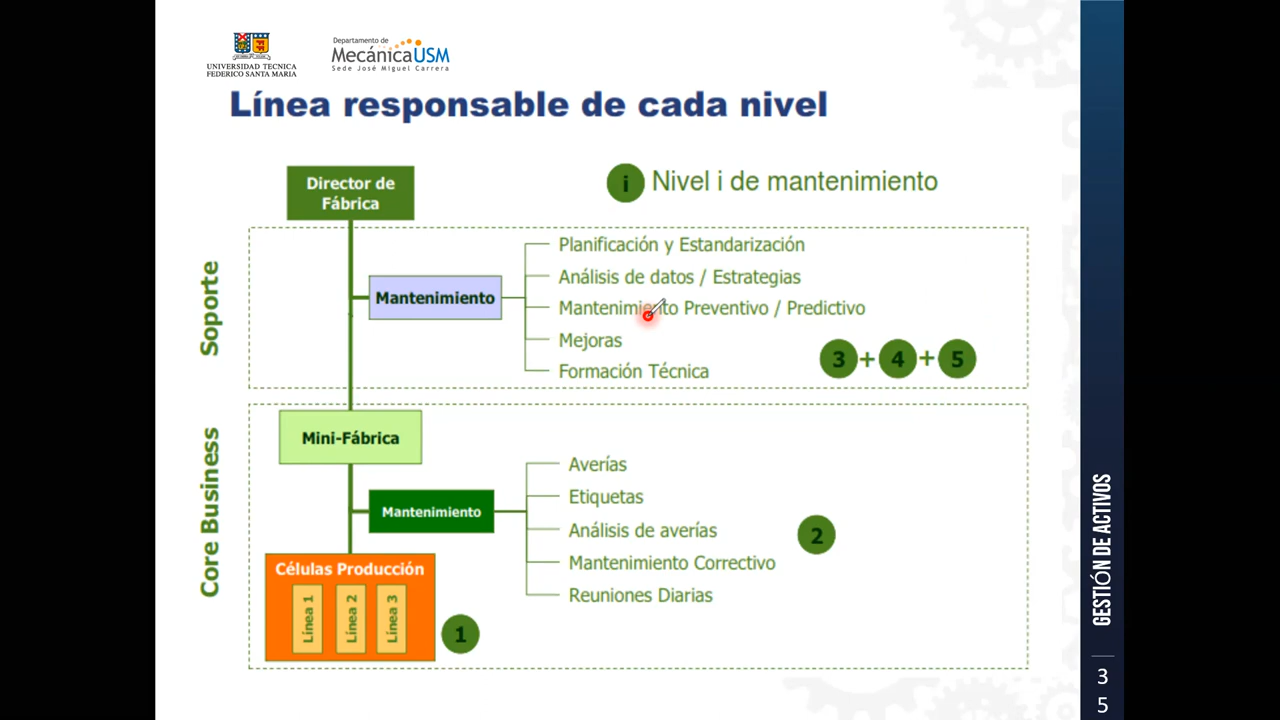 UNIVERSIDAD TECNICA
FEDERICO SANTA MARIA
Departamento de
MecánicaUSM
Sede José Miguel Carrera
Línea responsable de cada nivel
Director de
Fábrica
i Nivel i de mantenimiento
Soporte
Mantenimiento
Planificación y Estandarización
Análisis de datos / Estrategias
Mantenimiento Preventivo / Predictivo
Mejoras
Formación Técnica
3 + 4 + 5
Core Business
Mini-Fábrica
Mantenimiento
Averías
Etiquetas
Análisis de averías
Mantenimiento Correctivo
Reuniones Diarias
2
Células Producción
Línea 1
Línea 2
Línea 3
1
GESTIÓN DE ACTIVOS
3
5